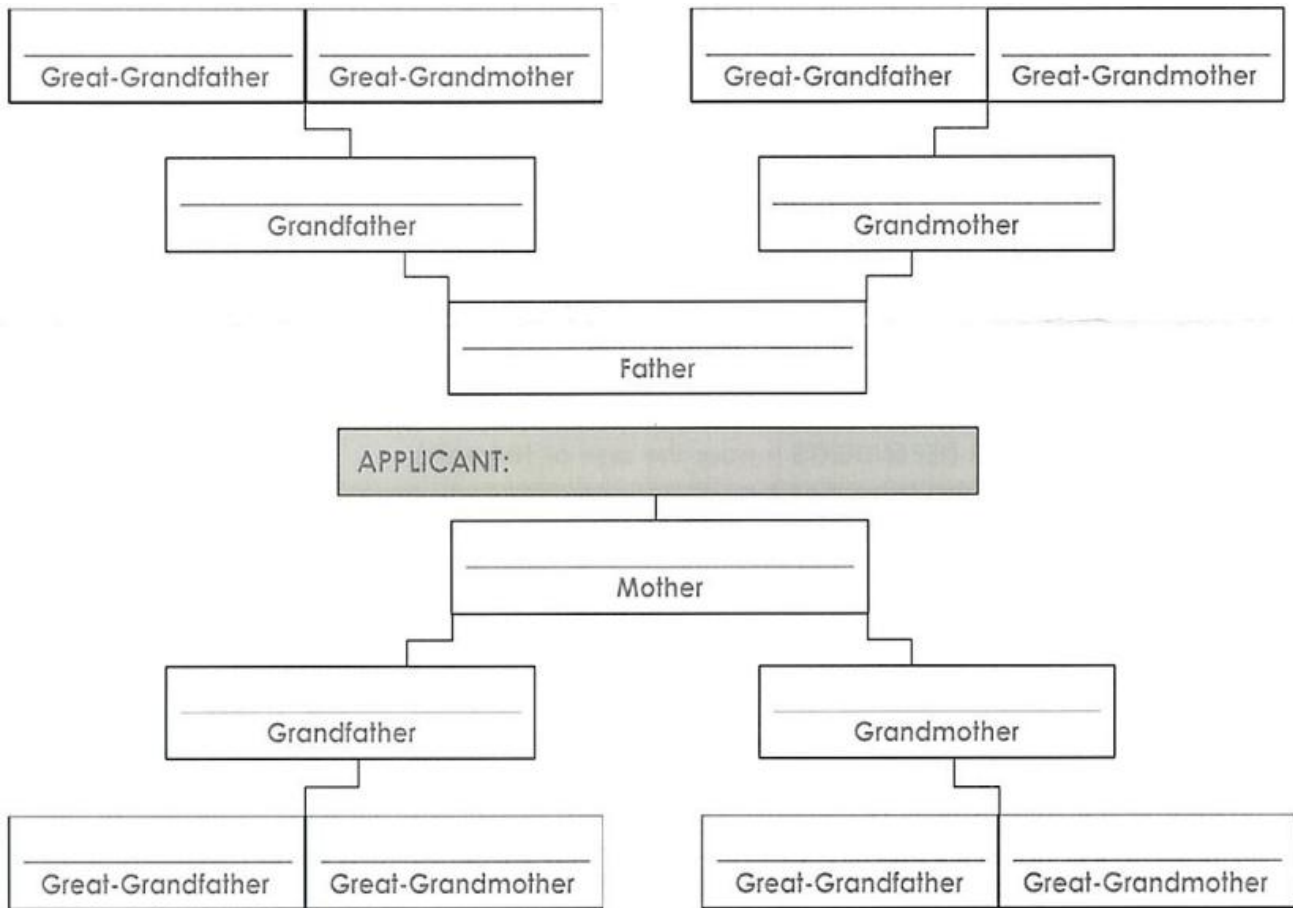 Great-Grandfather Great-Grandmother Great-Grandfather Great-Grandmother
Grandfather Grandmother
Father
APPLICANT:
Mother
Grandfather Grandmother
Great-Grandfather Great-Grandmother Great-Grandfather Great-Grandmother